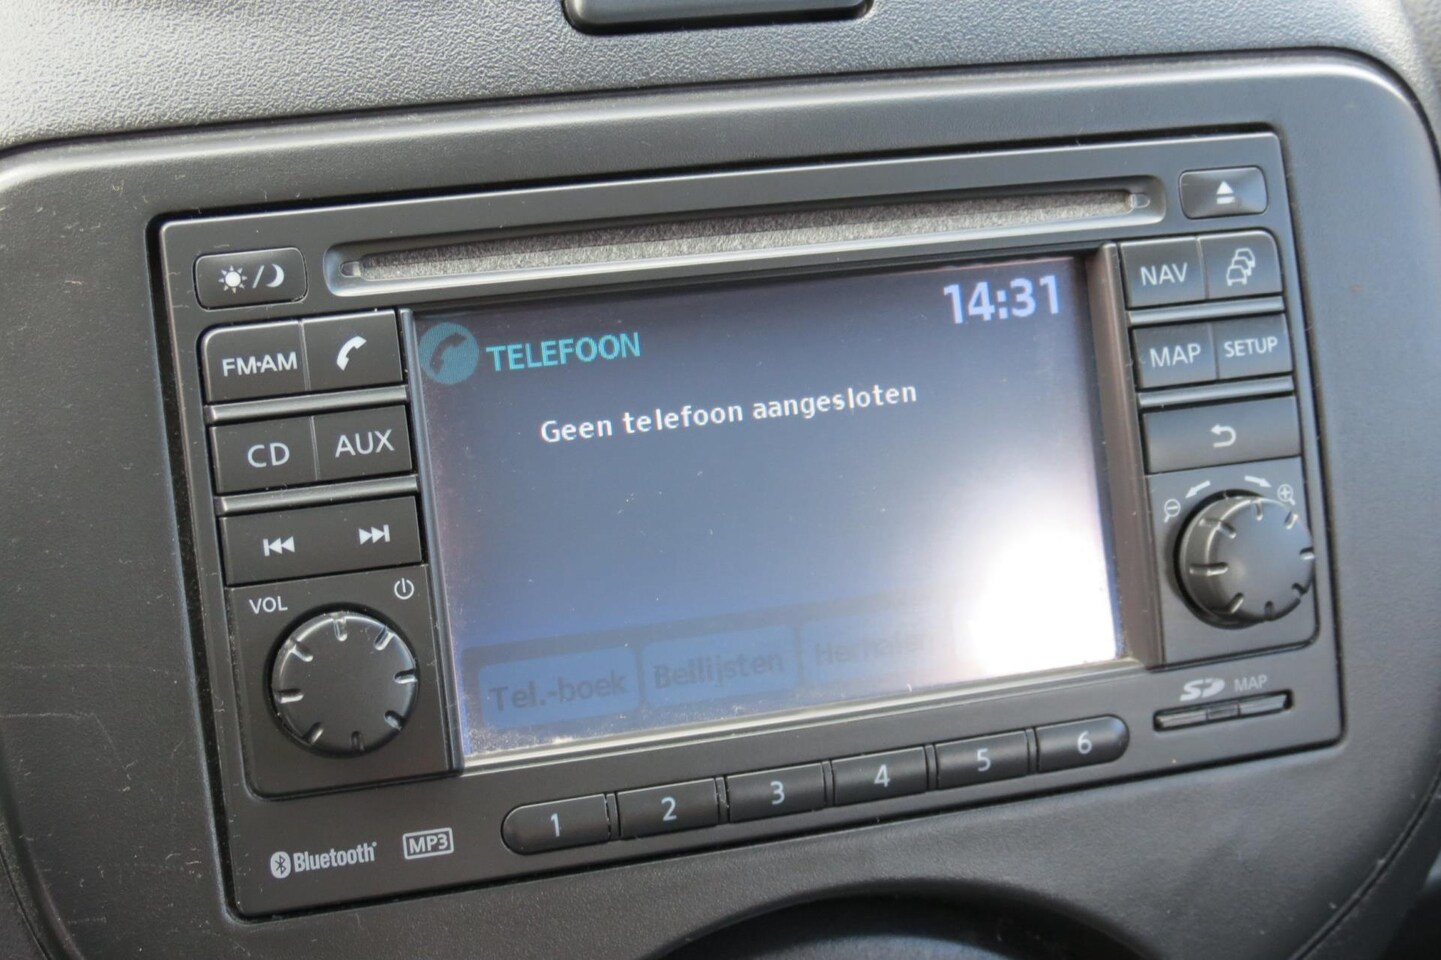 14:31
TELEFOON
Geen telefoon aangesloten
Tel.-boek Bellijsten Herhalen
FM·AM
CD AUX
VOL
NAV
MAP SETUP
SD MAP
1 2 3 4 5 6
Bluetooth MP3